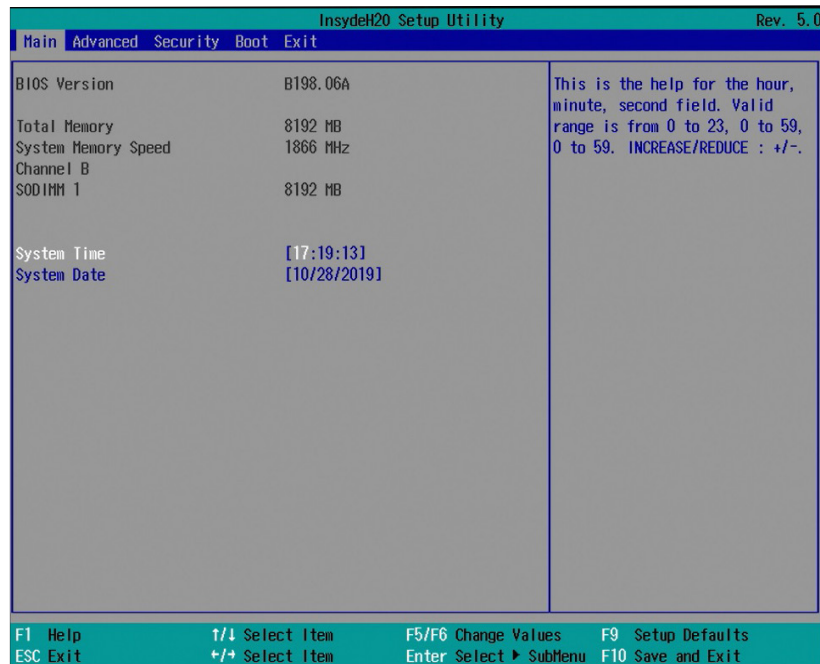 InsydeH20 Setup Utility Rev. 5.0
Main Advanced Security Boot Exit
BIOS Version B198.06A
Total Memory 8192 MB
System Memory Speed 1866 MHz
Channel B
SODIMM 1 8192 MB
System Time [17:19:13]
System Date [10/28/2019]
This is the help for the hour,
minute, second field. Valid
range is from 0 to 23, 0 to 59,
0 to 59. INCREASE/REDUCE : +/-.
F1 Help ↑/↓ Select Item F5/F6 Change Values F9 Setup Defaults
ESC Exit ←/→ Select Item Enter Select ▶ SubMenu F10 Save and Exit